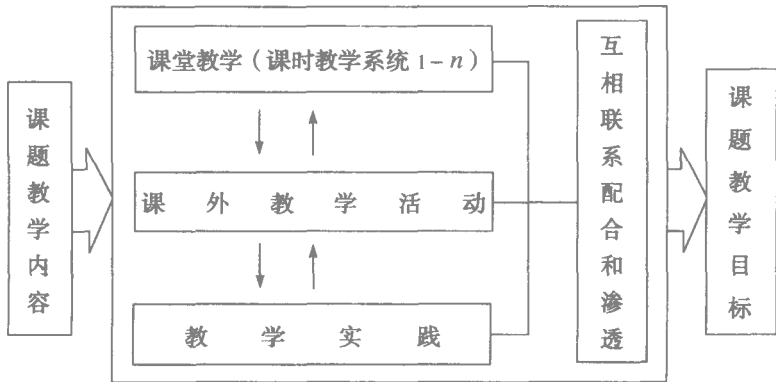 课题教学内容
课堂教学（课时教学系统 1-n）
课外教学活动
教学实践
互相联系配合和渗透
课题教学目标